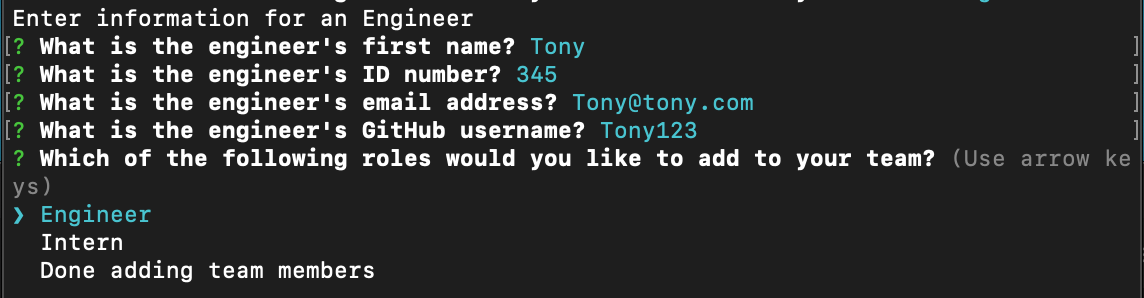 Enter information for an Engineer
[? What is the engineer's first name? Tony ]
[? What is the engineer's ID number? 345 ]
[? What is the engineer's email address? Tony@tony.com ]
[? What is the engineer's GitHub username? Tony123 ]
? Which of the following roles would you like to add to your team? (Use arrow ke
ys)
❯ Engineer
Intern
Done adding team members